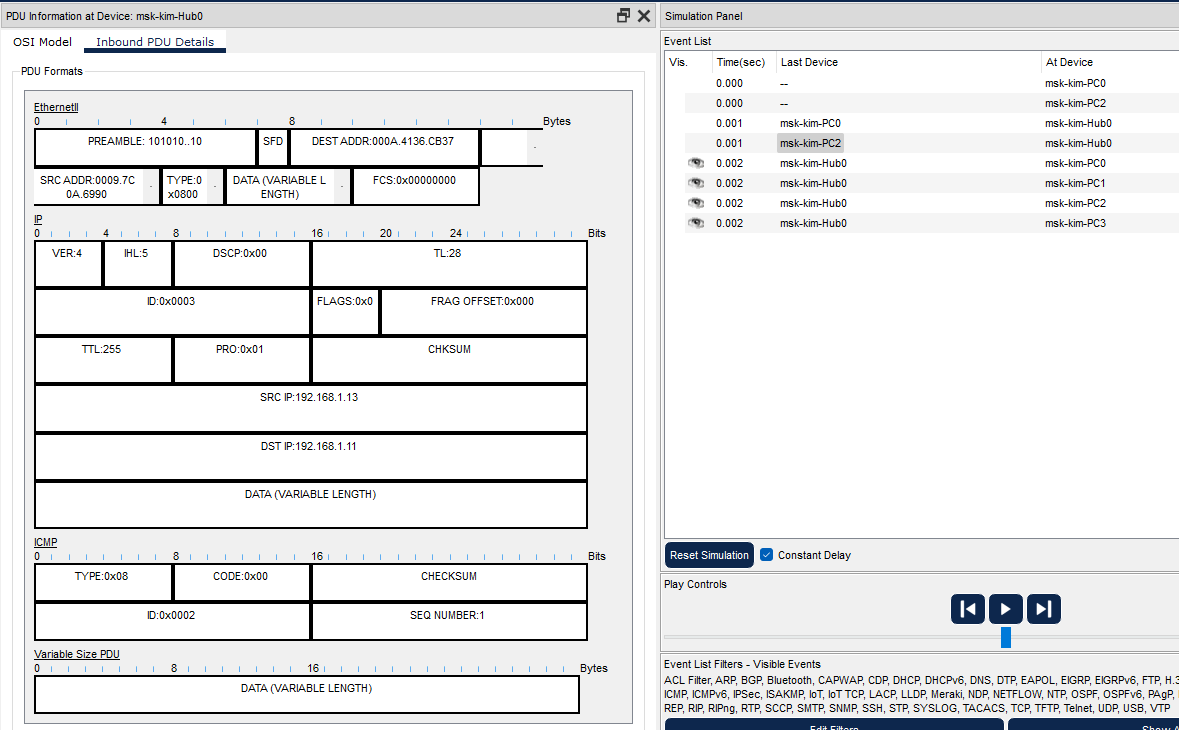 PDU Information at Device: msk-kim-Hub0
OSI Model Inbound PDU Details
PDU Formats
EthernetII
0 4 8 Bytes
PREAMBLE: 101010..10 SFD DEST ADDR:000A.4136.CB37
SRC ADDR:0009.7C
0A.6990
TYPE:0
x0800
DATA (VARIABLE L
ENGTH)
FCS:0x00000000
IP
0 4 8 16 20 24 Bits
VER:4 IHL:5 DSCP:0x00 TL:28
ID:0x0003 FLAGS:0x0 FRAG OFFSET:0x000
TTL:255 PRO:0x01 CHKSUM
SRC IP:192.168.1.13
DST IP:192.168.1.11
DATA (VARIABLE LENGTH)
ICMP
0 8 16 Bits
TYPE:0x08 CODE:0x00 CHECKSUM
ID:0x0002 SEQ NUMBER:1
Variable Size PDU
0 8 16 Bytes
DATA (VARIABLE LENGTH)
Simulation Panel
Event List
Vis. Time(sec) Last Device At Device
0.000 -- msk-kim-PC0
0.000 -- msk-kim-PC2
0.001 msk-kim-PC0 msk-kim-Hub0
0.001 msk-kim-PC2 msk-kim-Hub0
0.002 msk-kim-Hub0 msk-kim-PC0
0.002 msk-kim-Hub0 msk-kim-PC1
0.002 msk-kim-Hub0 msk-kim-PC2
0.002 msk-kim-Hub0 msk-kim-PC3
Reset Simulation Constant Delay
Play Controls
Event List Filters - Visible Events
ACL Filter, ARP, BGP, Bluetooth, CAPWAP, CDP, DHCP, DHCPv6, DNS, DTP, EAPOL, EIGRP, EIGRPv6, FTP, H.3
ICMP, ICMPv6, IPSec, ISAKMP, IoT, IoT TCP, LACP, LLDP, Meraki, NDP, NETFLOW, NTP, OSPF, OSPFv6, PAgP,
REP, RIP, RIPng, RTP, SCCP, SMTP, SNMP, SSH, STP, SYSLOG, TACACS, TCP, TFTP, Telnet, UDP, USB, VTP
Edit Filters Show A